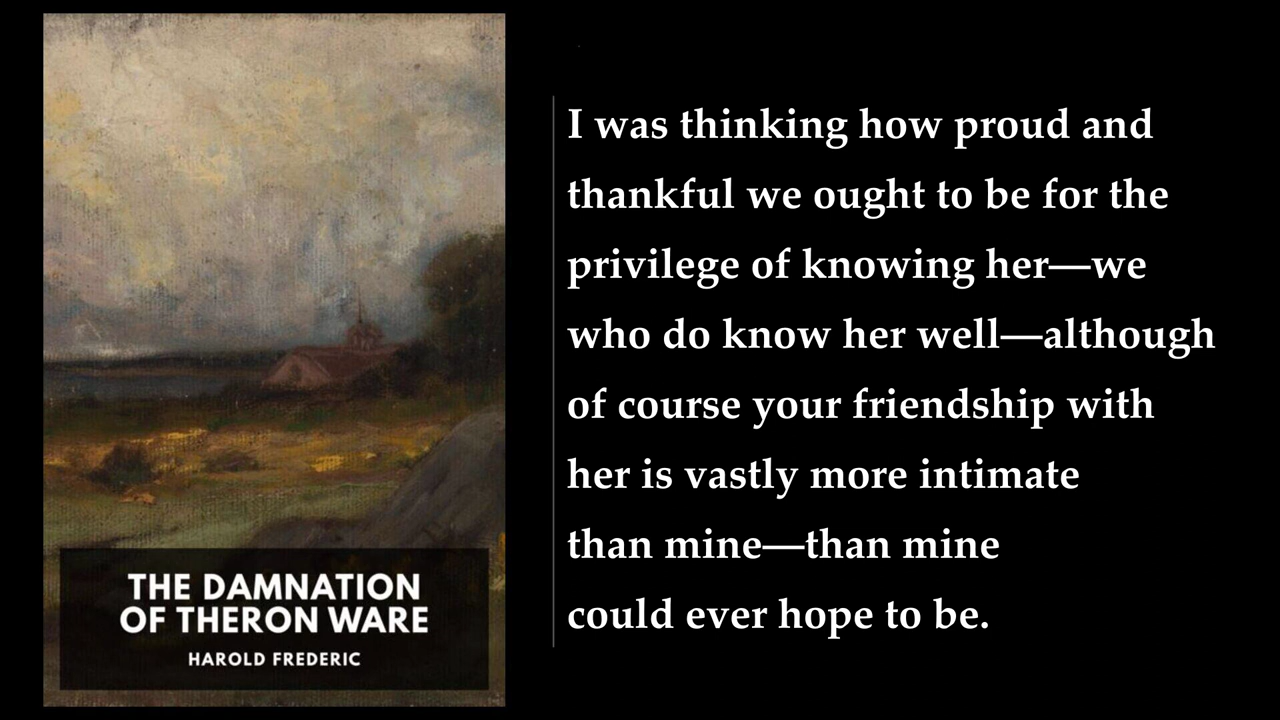 THE DAMNATION
OF THERON WARE
HAROLD FREDERIC
I was thinking how proud and
thankful we ought to be for the
privilege of knowing her—we
who do know her well—although
of course your friendship with
her is vastly more intimate
than mine—than mine
could ever hope to be.